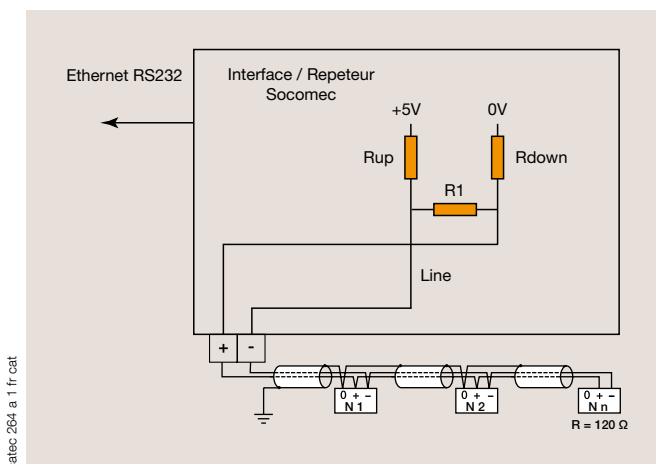 Ethernet RS232
Interface / Repeteur
Socomec
+5V
0V
Rup
Rdown
R1
Line
+ -
0 + -
N 1
0 + -
N 2
0 + -
N n
R = 120 Ω
catec 264 a 1 fr cat